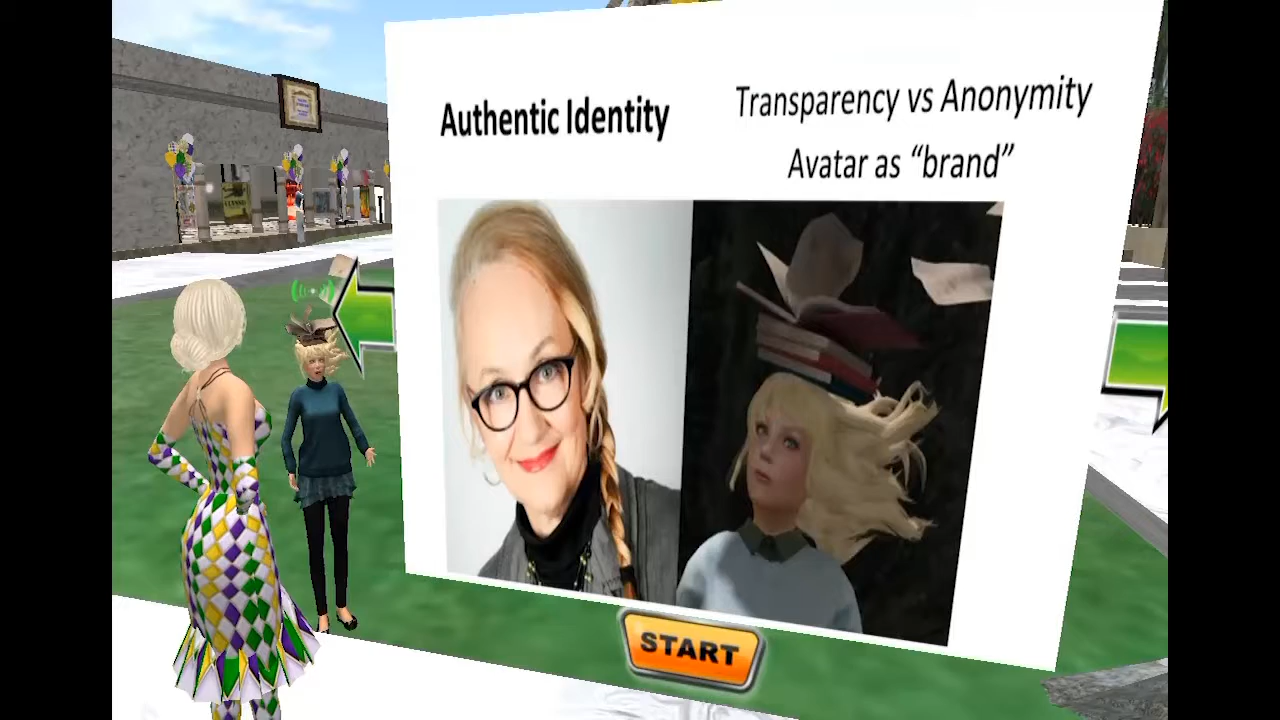 Authentic Identity
Transparency vs Anonymity
Avatar as “brand”
START